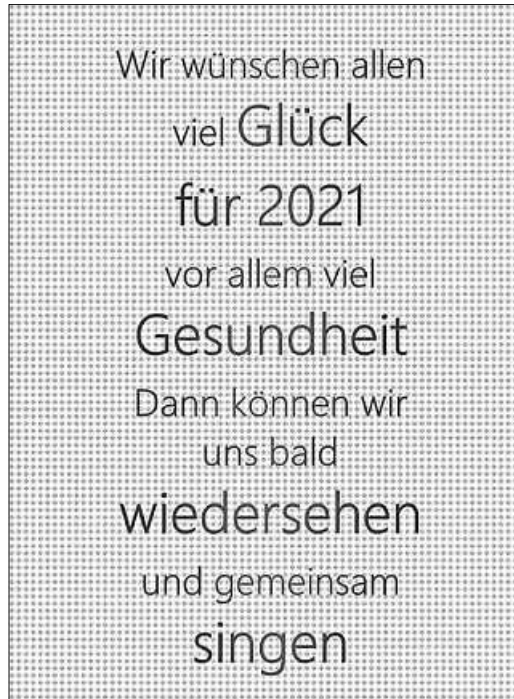 Wir wünschen allen
viel Glück
für 2021
vor allem viel
Gesundheit
Dann können wir
uns bald
wiedersehen
und gemeinsam
singen